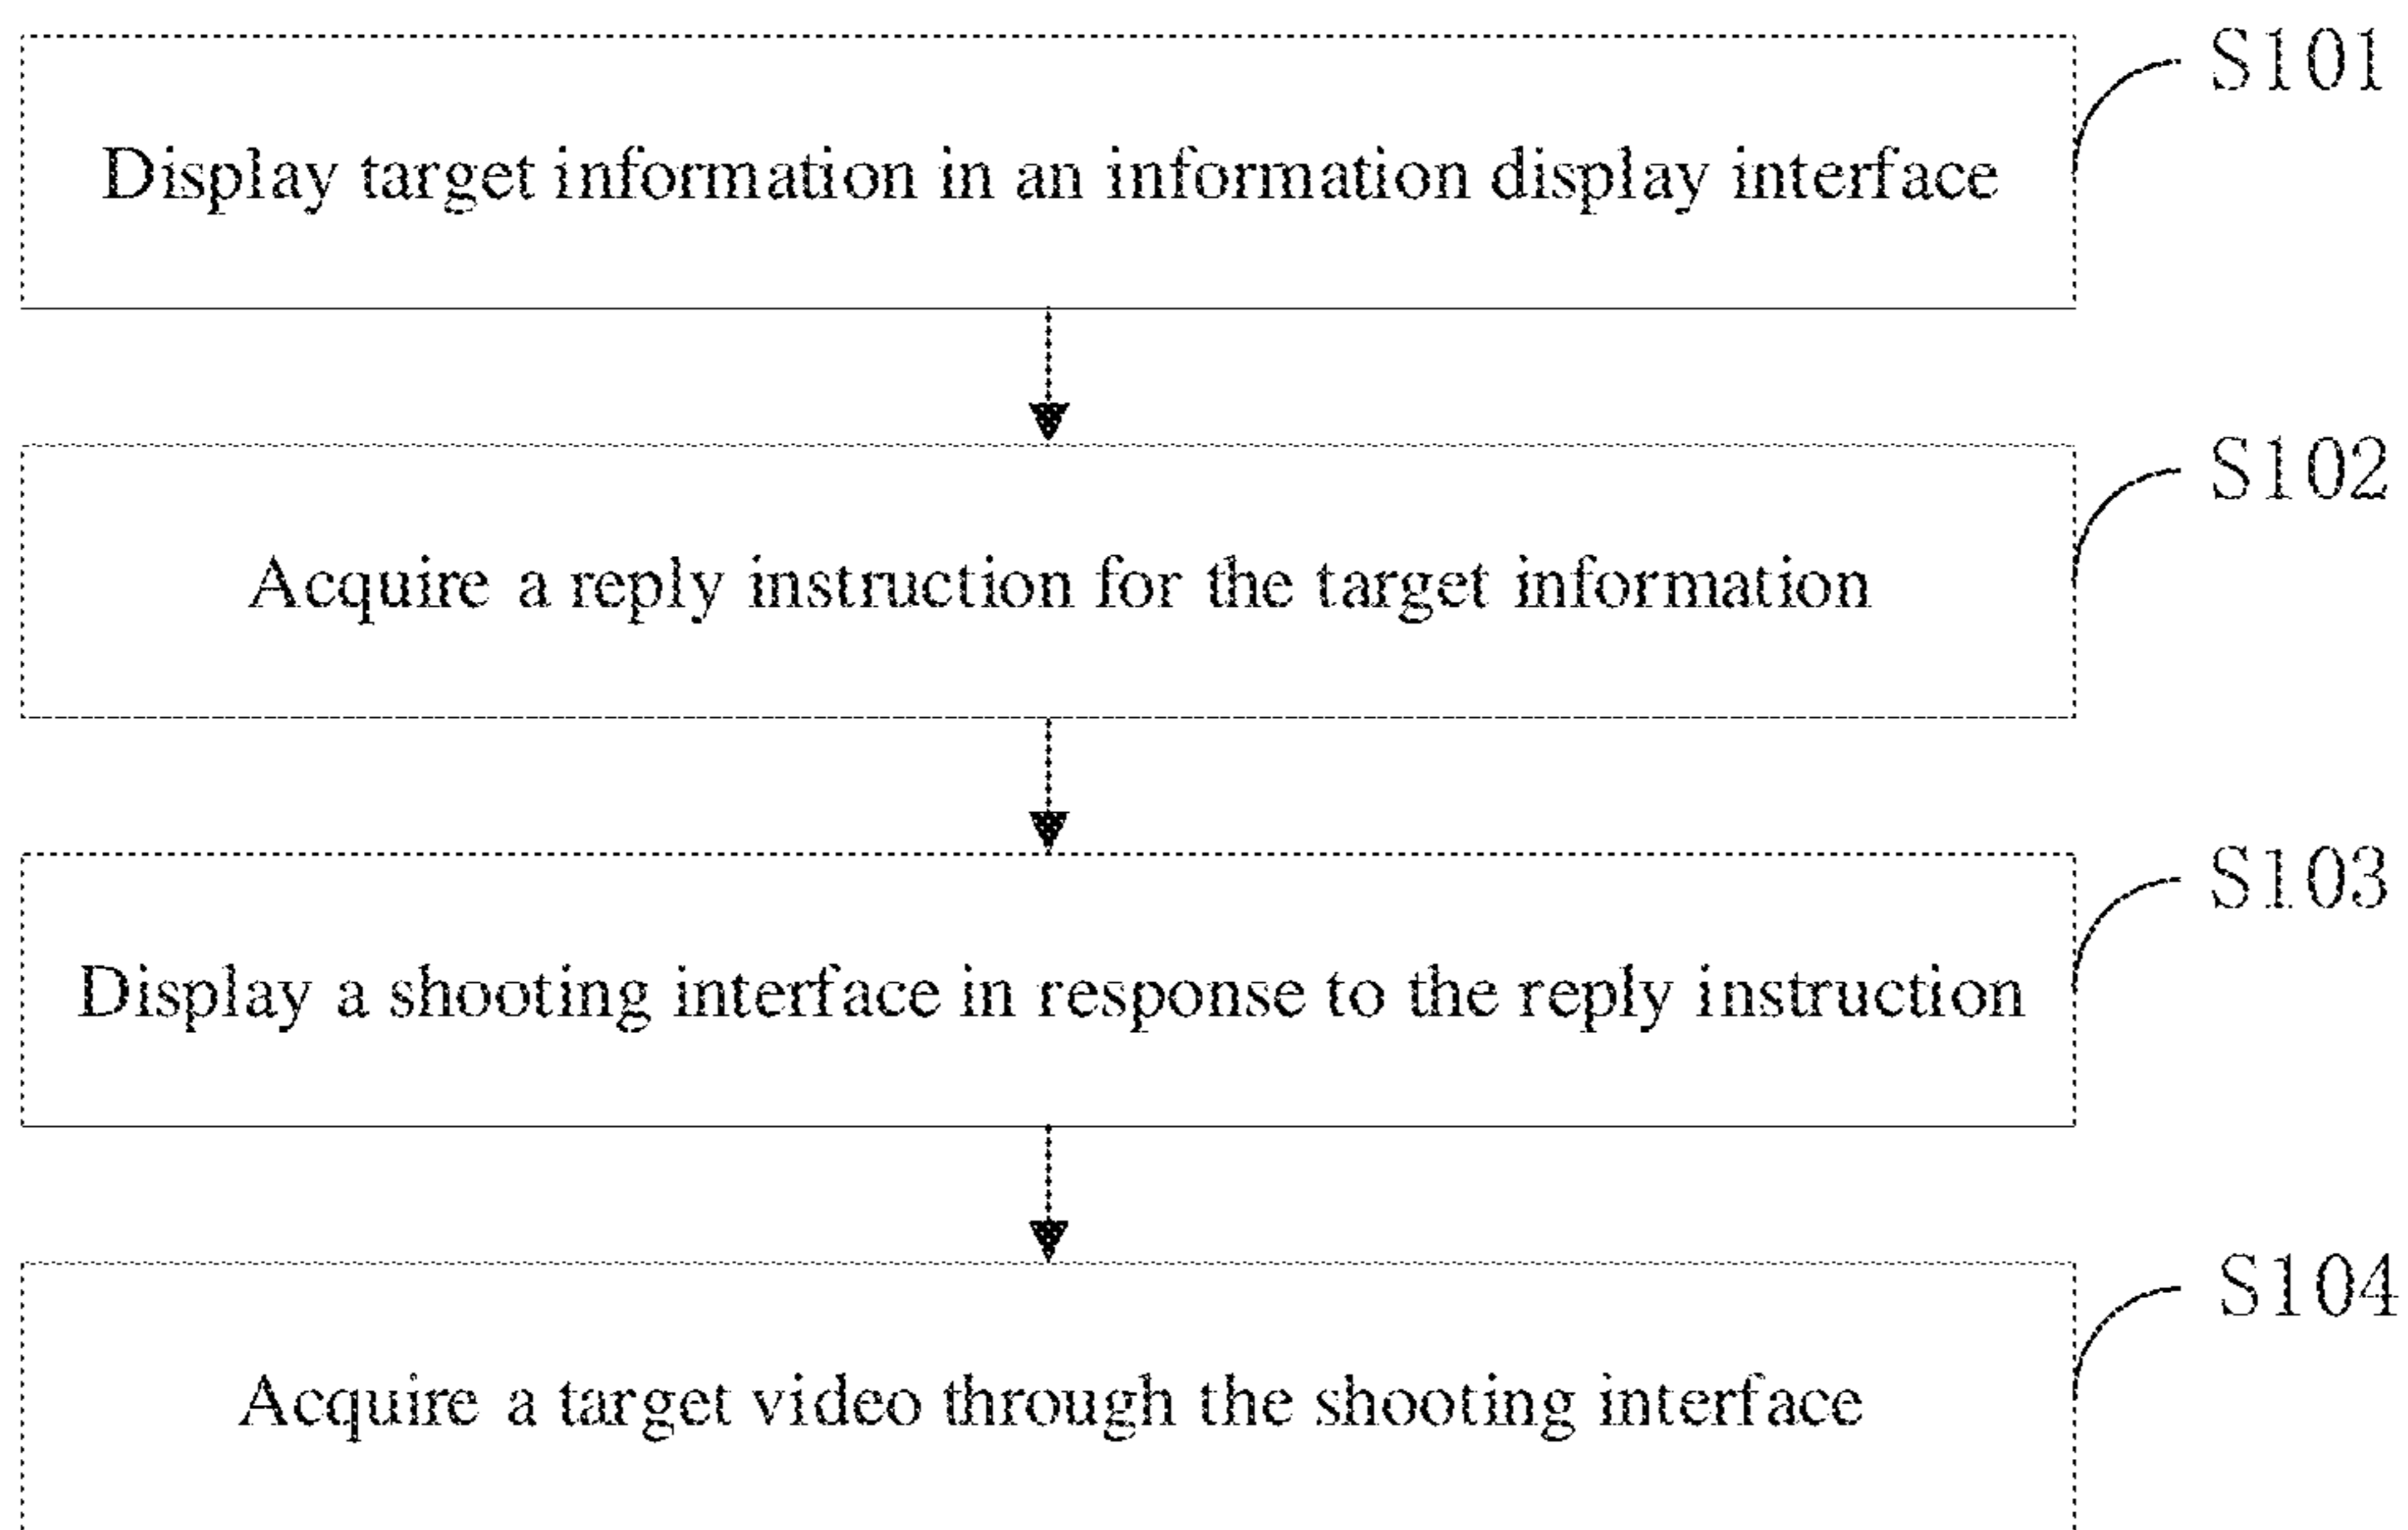 S101
Display target information in an information display interface
S102
Acquire a reply instruction for the target information
S103
Display a shooting interface in response to the reply instruction
S104
Acquire a target video through the shooting interface